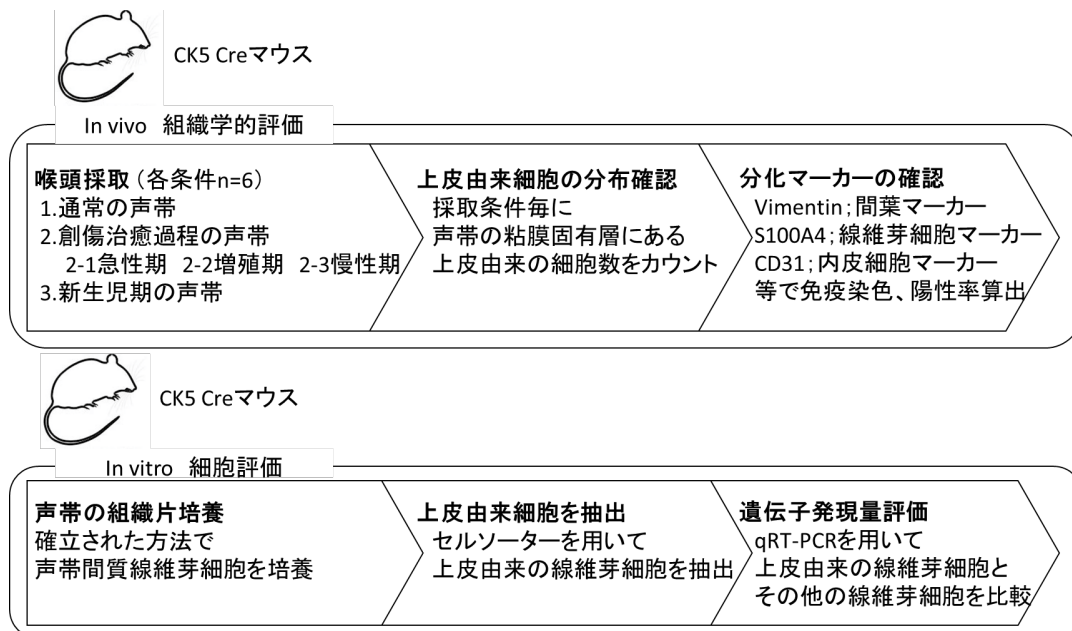 CK5 Creマウス
In vivo 組織学的評価
喉頭採取（各条件n=6）
1.通常の声帯
2.創傷治癒過程の声帯
2-1急性期 2-2増殖期 2-3慢性期
3.新生児期の声帯
上皮由来細胞の分布確認
採取条件毎に
声帯の粘膜固有層にある
上皮由来の細胞数をカウント
分化マーカーの確認
Vimentin；間葉マーカー
S100A4；線維芽細胞マーカー
CD31；内皮細胞マーカー
等で免疫染色、陽性率算出
CK5 Creマウス
In vitro 細胞評価
声帯の組織片培養
確立された方法で
声帯間質線維芽細胞を培養
上皮由来細胞を抽出
セルソーターを用いて
上皮由来の線維芽細胞を抽出
遺伝子発現量評価
qRT-PCRを用いて
上皮由来の線維芽細胞と
その他の線維芽細胞を比較